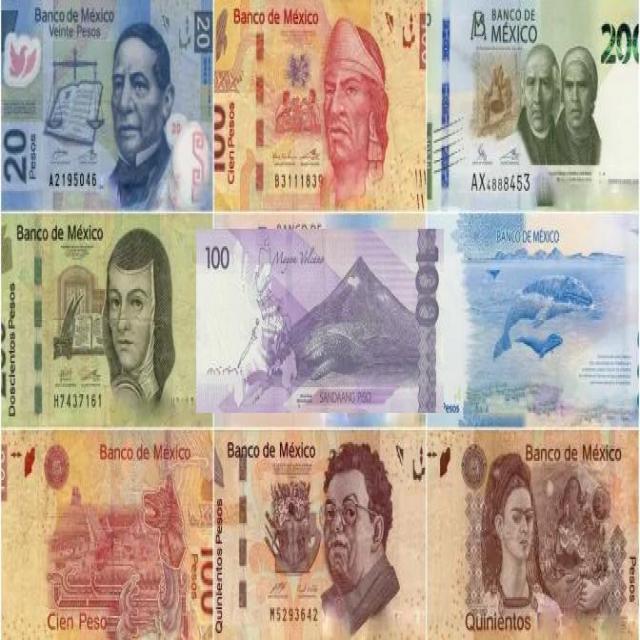 Banco de México
Veinte Pesos
20
20
Pesos
A2195046
Banco de México
100
Cien Pesos
B3111839
BANCO DE
MÉXICO
200
AX4888453
Banco de México
Doscientos Pesos
H7437161
100
Mayon Volcano
100
SANDAANG PISO
BANCO DE MÉXICO
Pesos
Banco de México
Cien Peso
100
Pesos
Banco de México
Quinientos Pesos
M5293642
Banco de México
Quinientos
Pesos